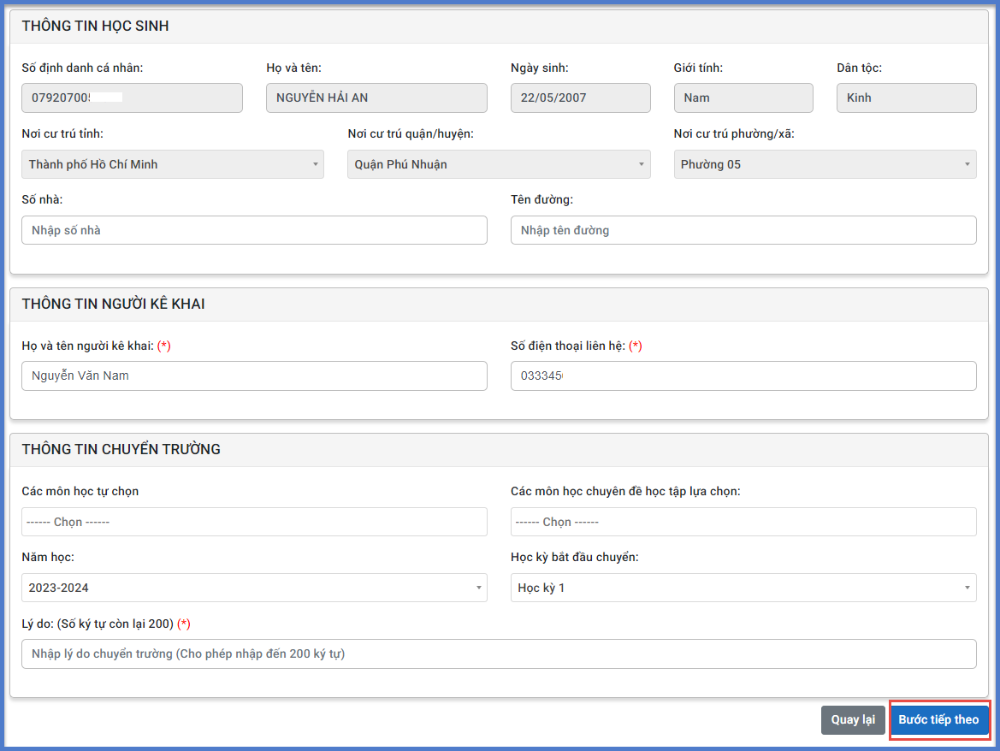 THÔNG TIN HỌC SINH
Số định danh cá nhân: Họ và tên: Ngày sinh: Giới tính: Dân tộc:
07920700 NGUYỄN HẢI AN 22/05/2007 Nam Kinh
Nơi cư trú tỉnh: Nơi cư trú quận/huyện: Nơi cư trú phường/xã:
Thành phố Hồ Chí Minh Quận Phú Nhuận Phường 05
Số nhà: Tên đường:
Nhập số nhà Nhập tên đường
THÔNG TIN NGƯỜI KÊ KHAI
Họ và tên người kê khai: (*) Số điện thoại liên hệ: (*)
Nguyễn Văn Nam 033345
THÔNG TIN CHUYỂN TRƯỜNG
Các môn học tự chọn Các môn học chuyên đề học tập lựa chọn:
------ Chọn ------ ------ Chọn ------
Năm học: Học kỳ bắt đầu chuyển:
2023-2024 Học kỳ 1
Lý do: (Số ký tự còn lại 200) (*)
Nhập lý do chuyển trường (Cho phép nhập đến 200 ký tự)
Quay lại Bước tiếp theo